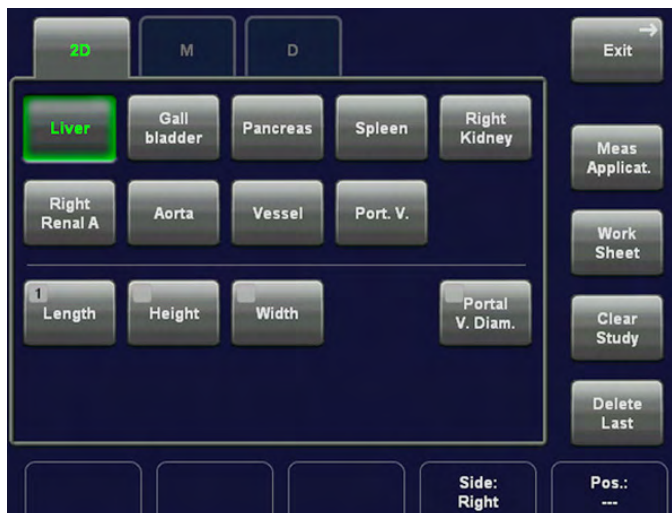 2D
M
D
Exit
Liver
Gall
bladder
Pancreas
Spleen
Right
Kidney
Meas
Applicat.
Right
Renal A
Aorta
Vessel
Port. V.
Work
Sheet
1
Length
Height
Width
Portal
V. Diam.
Clear
Study
Delete
Last
Side:
Right
Pos.:
---